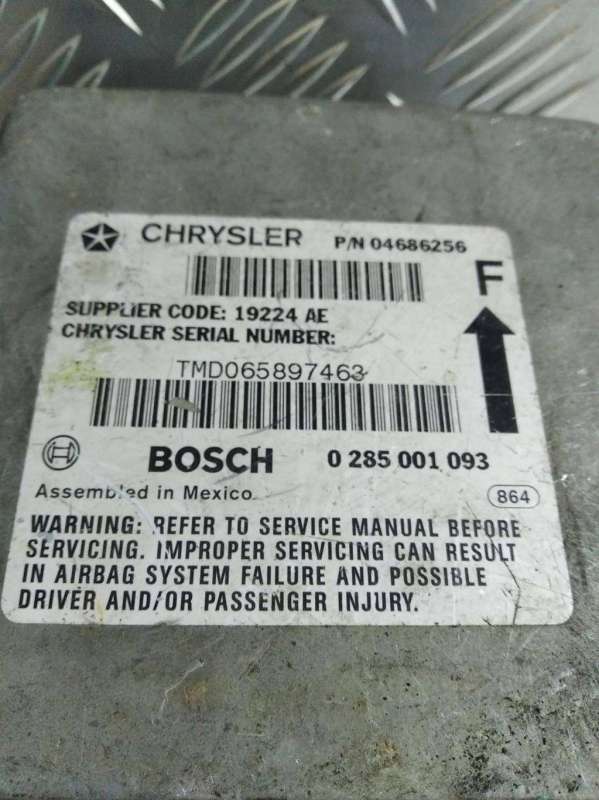 CHRYSLER P/N 04686256
F
SUPPLIER CODE: 19224 AE
CHRYSLER SERIAL NUMBER:
TMD065897463
BOSCH 0 285 001 093
Assembled in Mexico 864
WARNING: REFER TO SERVICE MANUAL BEFORE
SERVICING. IMPROPER SERVICING CAN RESULT
IN AIRBAG SYSTEM FAILURE AND POSSIBLE
DRIVER AND/OR PASSENGER INJURY.